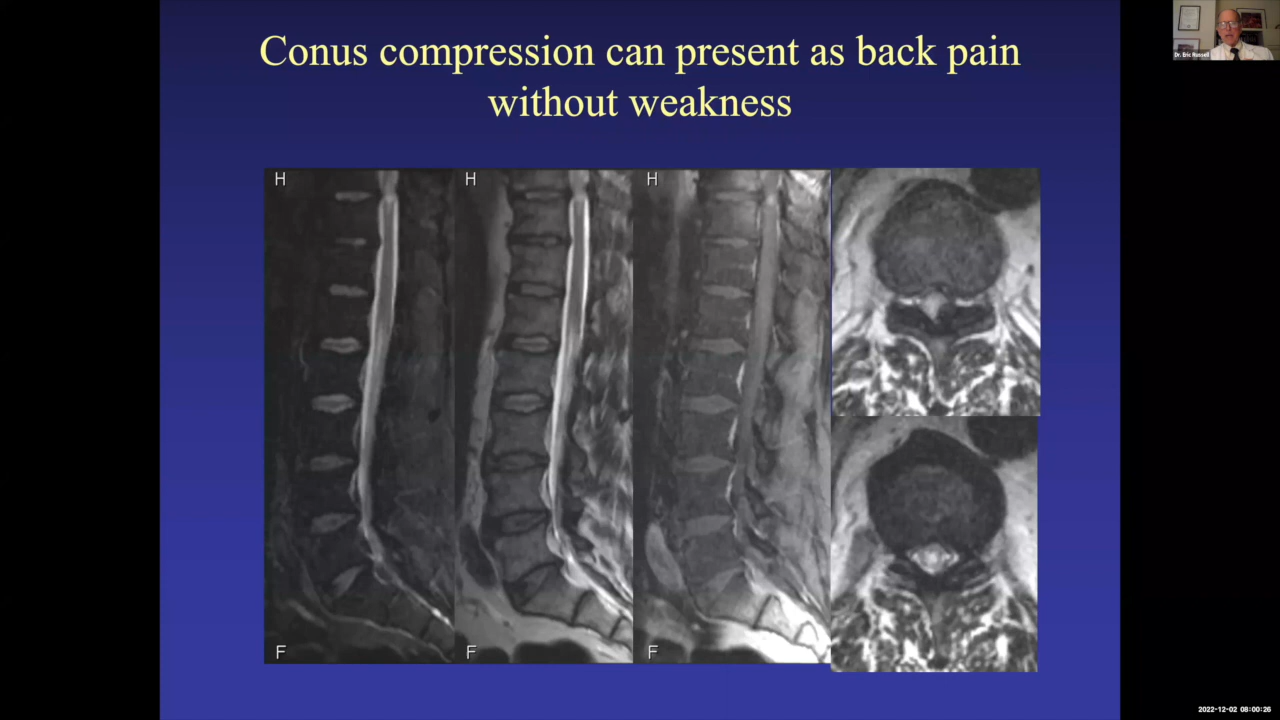 Conus compression can present as back pain
without weakness
H
H
H
F
F
F
Dr. Eric Russell
2022-12-02 08:00:26